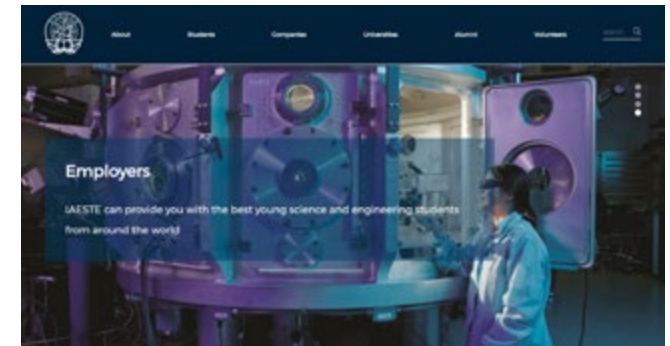 About
Students
Companies
Universities
Alumni
Volunteers
search
Employers
IAESTE can provide you with the best young science and engineering students
from around the world